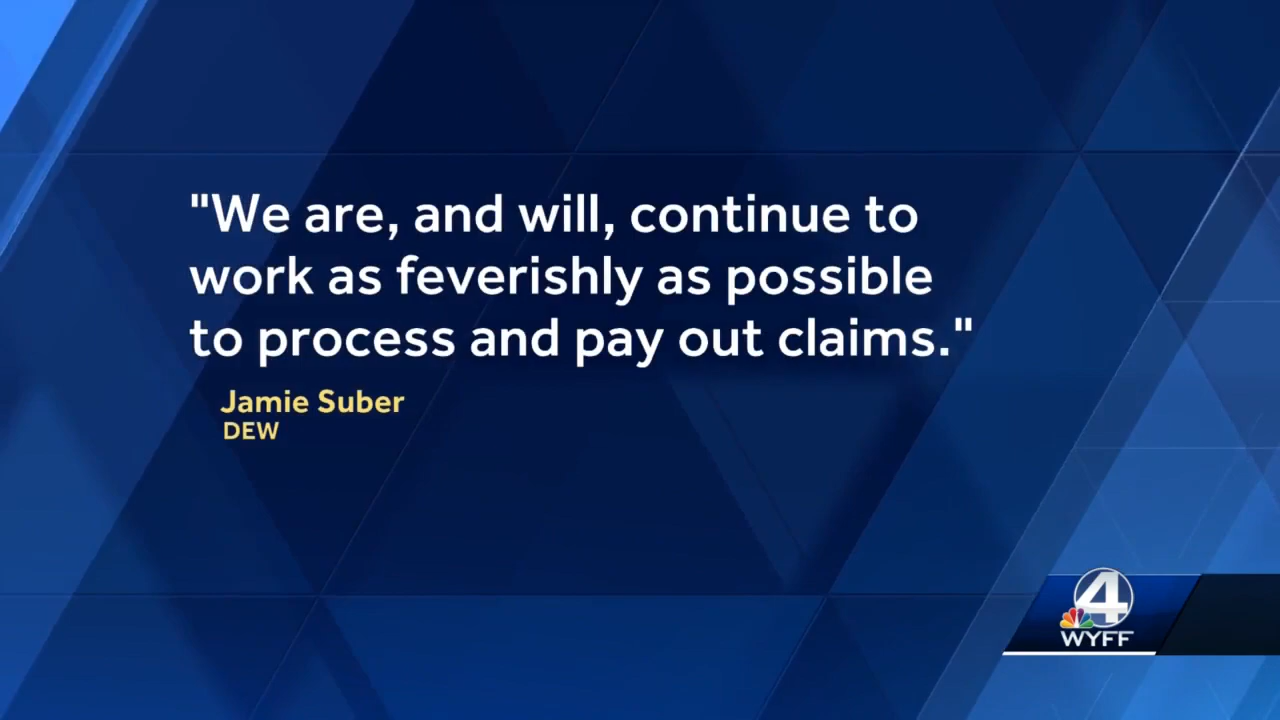 "We are, and will, continue to
work as feverishly as possible
to process and pay out claims."
Jamie Suber
DEW
4
WYFF